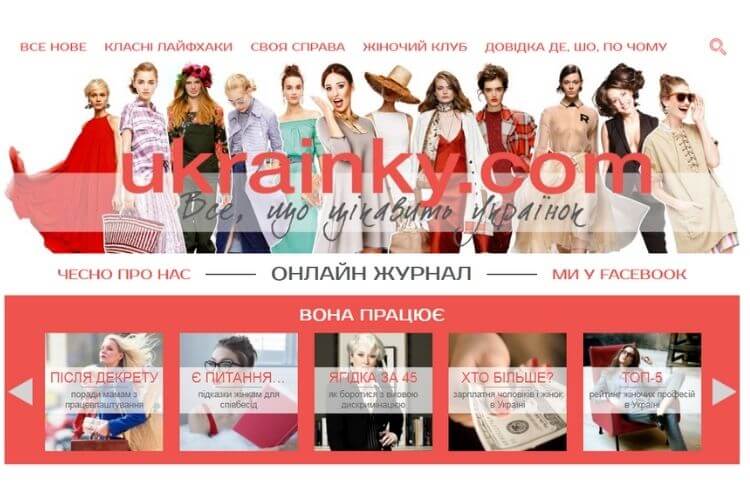 ВСЕ НОВЕ КЛАСНІ ЛАЙФХАКИ СВОЯ СПРАВА ЖІНОЧИЙ КЛУБ ДОВІДКА ДЕ, ШО, ПО ЧОМУ
ukrainky.com
Все, що цікавить українок
ЧЕСНО ПРО НАС ОНЛАЙН ЖУРНАЛ МИ У FACEBOOK
ВОНА ПРАЦЮЄ
ПІСЛЯ ДЕКРЕТУ
поради мамам з
працевлаштування
Є ПИТАННЯ...
підказки жінкам для
співбесід
ЯГІДКА ЗА 45
як боротися з віковою
дискримінацією
ХТО БІЛЬШЕ?
зарплатня чоловіків і жінок
в Україні
ТОП-5
рейтинг жіночих професій
в Україні